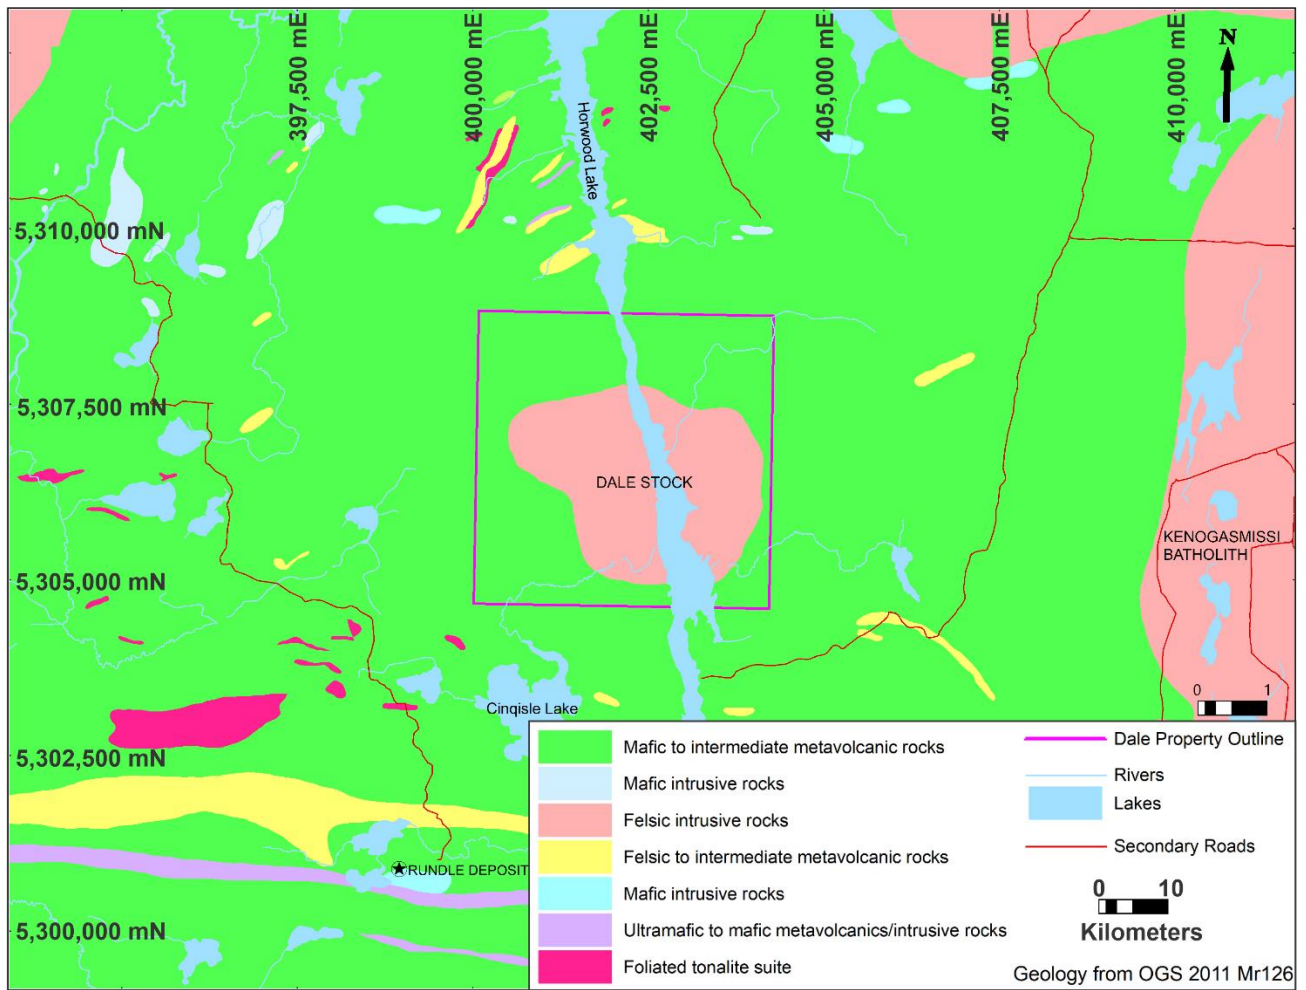 397,500 mE
400,000 mE
402,500 mE
405,000 mE
407,500 mE
410,000 mE
N
Horwood Lake
5,310,000 mN
5,307,500 mN
DALE STOCK
KENOGASMISSI
BATHOLITH
5,305,000 mN
0 1
Cinqisle Lake
5,302,500 mN
RUNDLE DEPOSIT
5,300,000 mN
Mafic to intermediate metavolcanic rocks
Mafic intrusive rocks
Felsic intrusive rocks
Felsic to intermediate metavolcanic rocks
Mafic intrusive rocks
Ultramafic to mafic metavolcanics/intrusive rocks
Foliated tonalite suite
Dale Property Outline
Rivers
Lakes
Secondary Roads
0 10
Kilometers
Geology from OGS 2011 Mr126